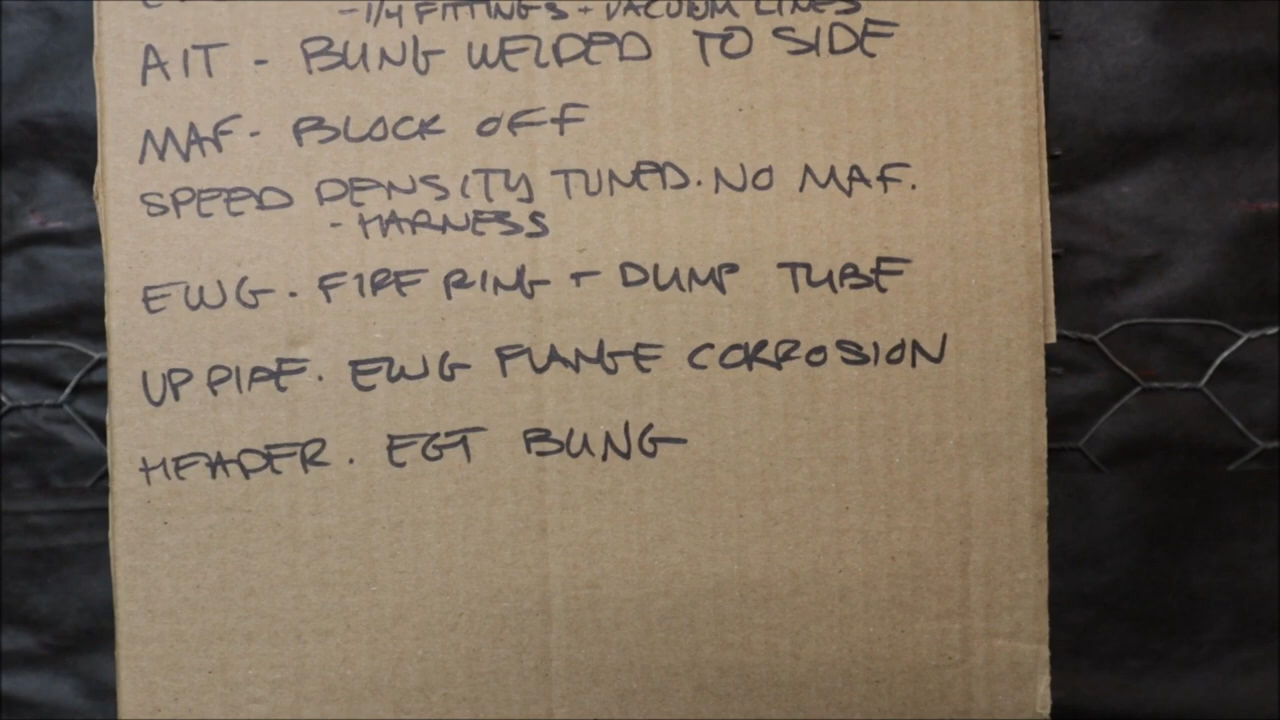 -1/4 FITTINGS + VACUUM LINES
AIT - BUNG WELDED TO SIDE
MAF- BLOCK OFF
SPEED DENSITY TUNED. NO MAF.
- HARNESS
EWG. FIRE RING + DUMP TUBE
UP PIPE. EWG FLANGE CORROSION
HEADER. EGT BUNG